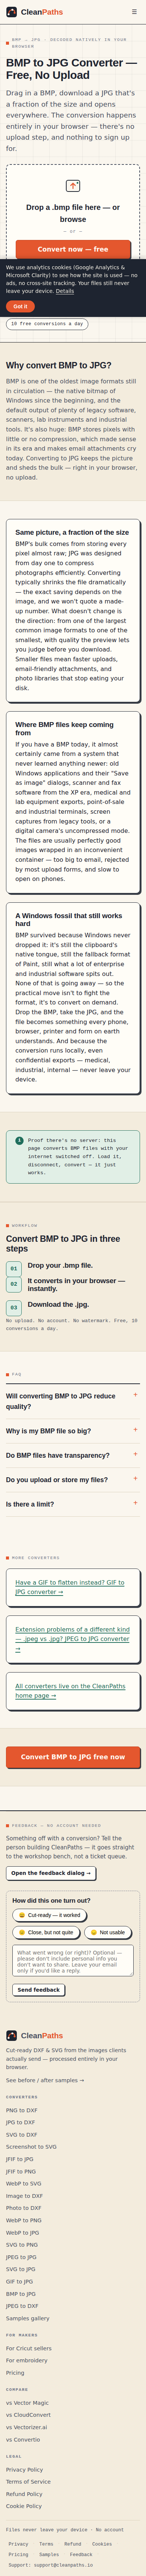 CleanPaths
☰
BMP → JPG · DECODED NATIVELY IN YOUR
BROWSER
BMP to JPG Converter —
Free, No Upload
Drag in a BMP, download a JPG that's
a fraction of the size and opens
everywhere. The conversion happens
entirely in your browser — there's no
upload step, and nothing to sign up
for.
Drop a .bmp file here — or
browse
— or —
Convert now — free
We use analytics cookies (Google Analytics &
Microsoft Clarity) to see how the site is used — no
ads, no cross-site tracking. Your files still never
leave your device. Details
Got it
10 free conversions a day
Why convert BMP to JPG?
BMP is one of the oldest image formats still
in circulation — the native bitmap of
Windows since the beginning, and the
default output of plenty of legacy software,
scanners, lab instruments and industrial
tools. It's also huge: BMP stores pixels with
little or no compression, which made sense
in its era and makes email attachments cry
today. Converting to JPG keeps the picture
and sheds the bulk — right in your browser,
no upload.
Same picture, a fraction of the size
BMP's bulk comes from storing every
pixel almost raw; JPG was designed
from day one to compress
photographs efficiently. Converting
typically shrinks the file dramatically
— the exact saving depends on the
image, and we won't quote a made-
up number. What doesn't change is
the direction: from one of the largest
common image formats to one of the
smallest, with quality the preview lets
you judge before you download.
Smaller files mean faster uploads,
email-friendly attachments, and
photo libraries that stop eating your
disk.
Where BMP files keep coming
from
If you have a BMP today, it almost
certainly came from a system that
never learned anything newer: old
Windows applications and their "Save
as image" dialogs, scanner and fax
software from the XP era, medical and
lab equipment exports, point-of-sale
and industrial terminals, screen
captures from legacy tools, or a
digital camera's uncompressed mode.
The files are usually perfectly good
images wrapped in an inconvenient
container — too big to email, rejected
by most upload forms, and slow to
open on phones.
A Windows fossil that still works
hard
BMP survived because Windows never
dropped it: it's still the clipboard's
native tongue, still the fallback format
of Paint, still what a lot of enterprise
and industrial software spits out.
None of that is going away — so the
practical move isn't to fight the
format, it's to convert on demand.
Drop the BMP, take the JPG, and the
file becomes something every phone,
browser, printer and form on earth
understands. And because the
conversion runs locally, even
confidential exports — medical,
industrial, internal — never leave your
device.
Proof there's no server: this
page converts BMP files with your
internet switched off. Load it,
disconnect, convert — it just
works.
WORKFLOW
Convert BMP to JPG in three
steps
01 Drop your .bmp file.
02 It converts in your browser —
instantly.
03 Download the .jpg.
No upload. No account. No watermark. Free, 10
conversions a day.
FAQ
Will converting BMP to JPG reduce
quality? +
Why is my BMP file so big? +
Do BMP files have transparency? +
Do you upload or store my files? +
Is there a limit? +
MORE CONVERTERS
Have a GIF to flatten instead? GIF to
JPG converter →
Extension problems of a different kind
— .jpeg vs .jpg? JPEG to JPG converter
→
All converters live on the CleanPaths
home page →
Convert BMP to JPG free now
FEEDBACK — NO ACCOUNT NEEDED
Something off with a conversion? Tell the
person building CleanPaths — it goes straight
to the workshop bench, not a ticket queue.
Open the feedback dialog →
How did this one turn out?
😀 Cut-ready — it worked
🙂 Close, but not quite
😞 Not usable
What went wrong (or right)? Optional —
please don't include personal info you
don't want to share. Leave your email
only if you'd like a reply.
Send feedback
CleanPaths
Cut-ready DXF & SVG from the images clients
actually send — processed entirely in your
browser.
See before / after samples →
CONVERTERS
PNG to DXF
JPG to DXF
SVG to DXF
Screenshot to SVG
JFIF to JPG
JFIF to PNG
WebP to SVG
Image to DXF
Photo to DXF
WebP to PNG
WebP to JPG
SVG to PNG
JPEG to JPG
SVG to JPG
GIF to JPG
BMP to JPG
JPEG to DXF
Samples gallery
FOR MAKERS
For Cricut sellers
For embroidery
Pricing
COMPARE
vs Vector Magic
vs CloudConvert
vs Vectorizer.ai
vs Convertio
LEGAL
Privacy Policy
Terms of Service
Refund Policy
Cookie Policy
Files never leave your device · No account
Privacy Terms Refund Cookies
Pricing Samples Feedback
Support: support@cleanpaths.io